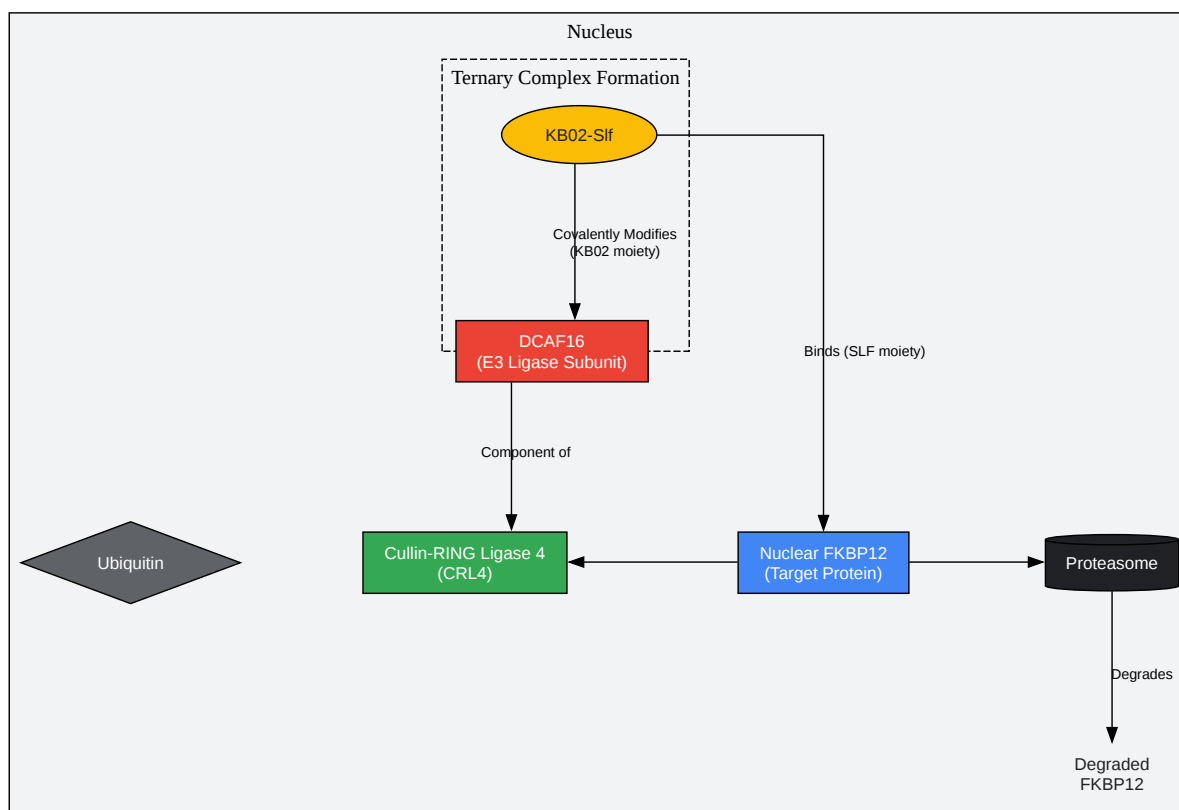 Nucleus
Ternary Complex Formation
KB02-Slf
Covalently Modifies
(KB02 moiety)
DCAF16
(E3 Ligase Subunit)
Binds (SLF moiety)
Component of
Ubiquitin
Cullin-RING Ligase 4
(CRL4)
Nuclear FKBP12
(Target Protein)
Proteasome
Degrades
Degraded
FKBP12